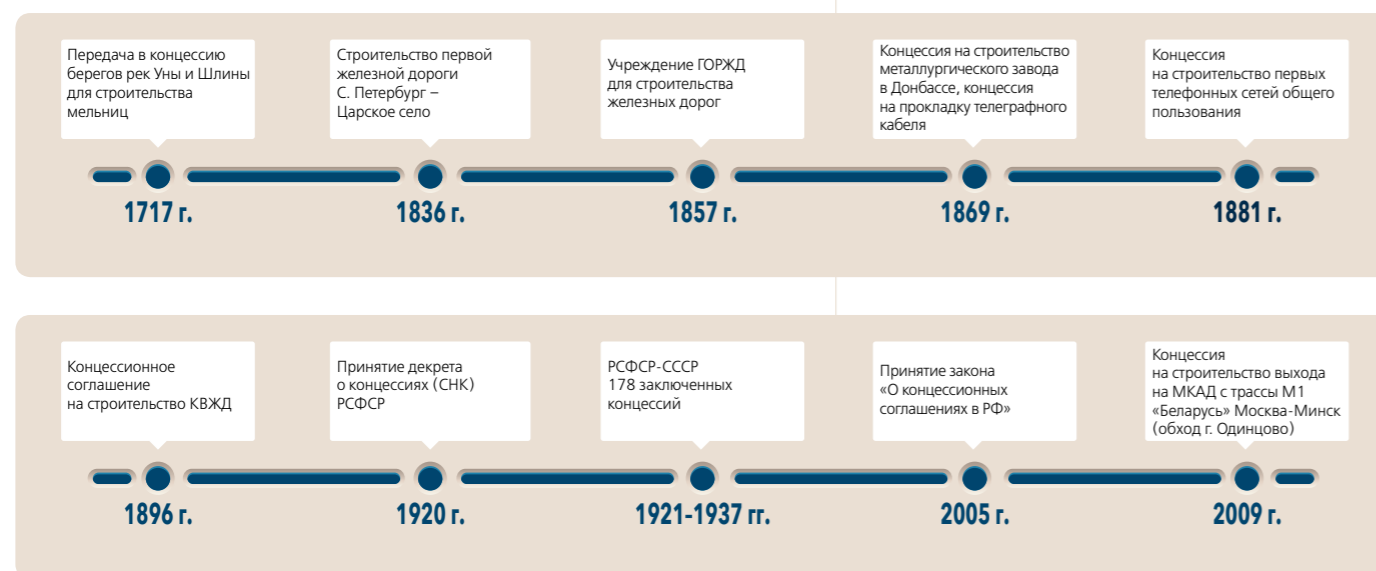 Передача в концессию
берегов рек Уны и Шлины
для строительства
мельниц
1717 г.
Строительство первой
железной дороги
С. Петербург –
Царское село
1836 г.
Учреждение ГОРЖД
для строительства
железных дорог
1857 г.
Концессия на строительство
металлургического завода
в Донбассе, концессия
на прокладку телеграфного
кабеля
1869 г.
Концессия
на строительство первых
телефонных сетей общего
пользования
1881 г.
Концессионное
соглашение
на строительство КВЖД
1896 г.
Принятие декрета
о концессиях (СНК)
РСФСР
1920 г.
РСФСР-СССР
178 заключенных
концессий
1921-1937 гг.
Принятие закона
«О концессионных
соглашениях в РФ»
2005 г.
Концессия
на строительство выхода
на МКАД с трассы М1
«Беларусь» Москва-Минск
(обход г. Одинцово)
2009 г.